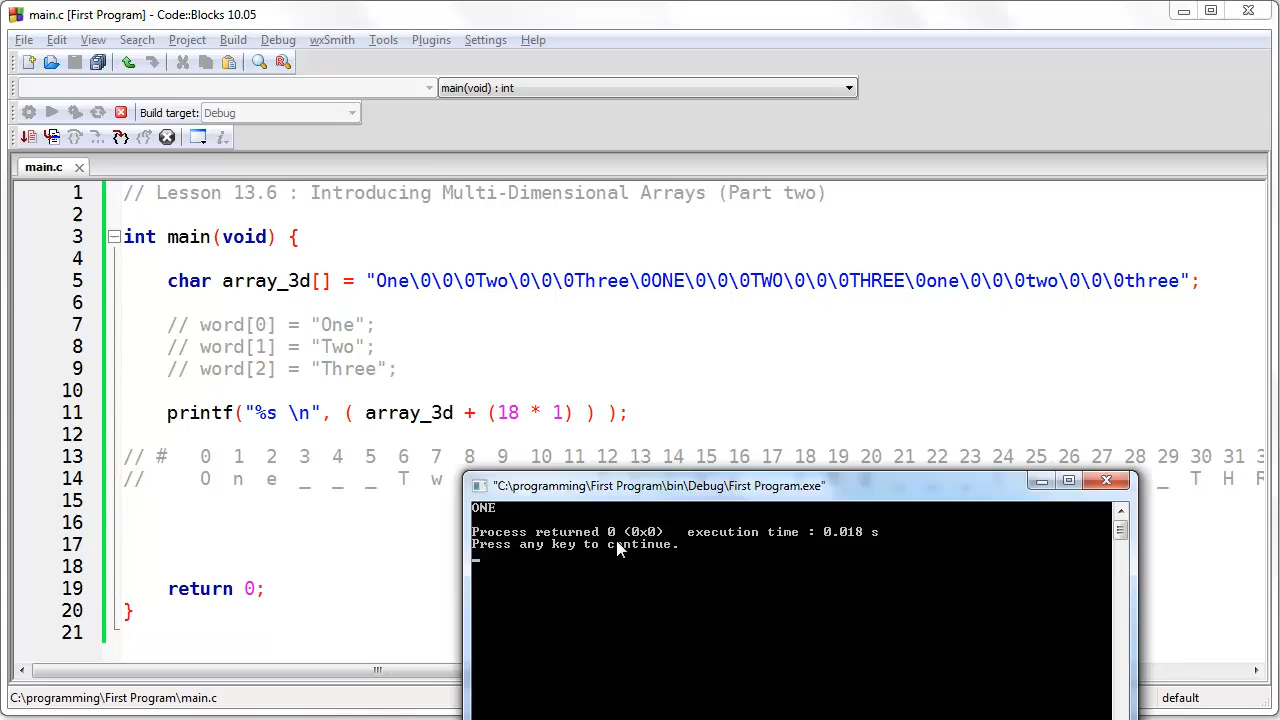 main.c [First Program] - Code::Blocks 10.05
File Edit View Search Project Build Debug wxSmith Tools Plugins Settings Help
main(void) : int
Build target: Debug
main.c
1 // Lesson 13.6 : Introducing Multi-Dimensional Arrays (Part two)
2
3 int main(void) {
4
5 char array_3d[] = "One\0\0\0Two\0\0\0Three\0ONE\0\0\0TWO\0\0\0THREE\0one\0\0\0two\0\0\0three";
6
7 // word[0] = "One";
8 // word[1] = "Two";
9 // word[2] = "Three";
10
11 printf("%s \n", ( array_3d + (18 * 1) ) );
12
13 // # 0 1 2 3 4 5 6 7 8 9 10 11 12 13 14 15 16 17 18 19 20 21 22 23 24 25 26 27 28 29 30 31 3
14 // O n e _ _ _ T w _ T H R
15
16
17
18
19 return 0;
20 }
21
"C:\programming\First Program\bin\Debug\First Program.exe"
ONE
Process returned 0 (0x0) execution time : 0.018 s
Press any key to continue.
C:\programming\First Program\main.c
default